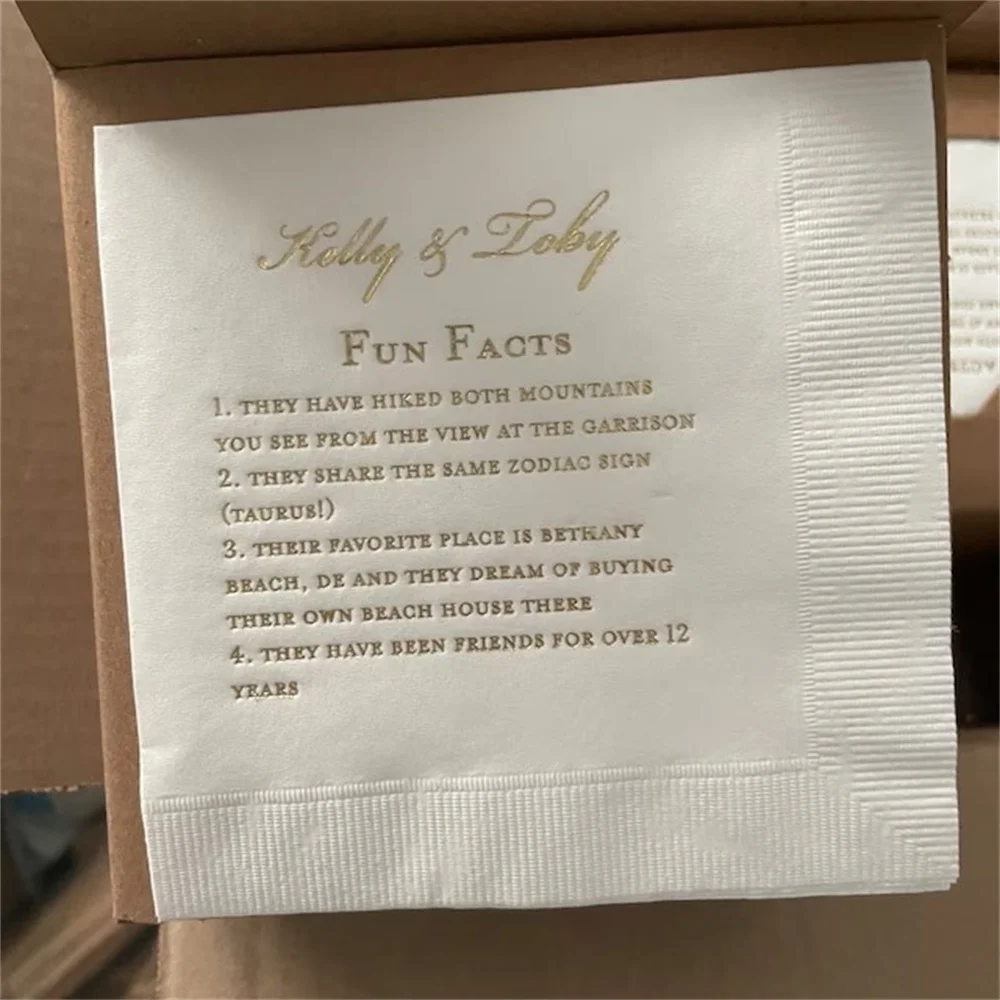 Kelly & Toby
FUN FACTS
1. THEY HAVE HIKED BOTH MOUNTAINS
YOU SEE FROM THE VIEW AT THE GARRISON
2. THEY SHARE THE SAME ZODIAC SIGN
(TAURUS!)
3. THEIR FAVORITE PLACE IS BETHANY
BEACH, DE AND THEY DREAM OF BUYING
THEIR OWN BEACH HOUSE THERE
4. THEY HAVE BEEN FRIENDS FOR OVER 12
YEARS